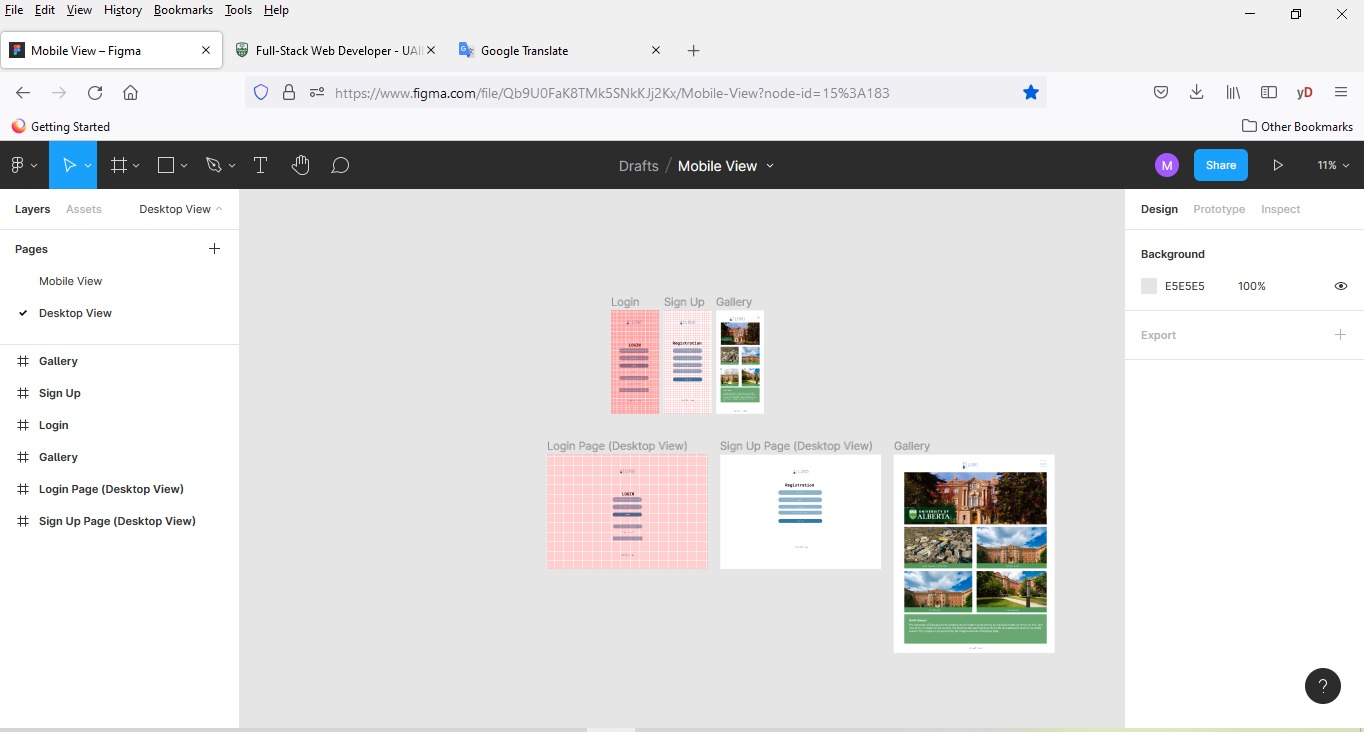 File Edit View History Bookmarks Tools Help
Mobile View – Figma
Full-Stack Web Developer - UAl
Google Translate
https://www.figma.com/file/Qb9U0FaK8TMk5SNkKJj2Kx/Mobile-View?node-id=15%3A183
yD
Getting Started
Other Bookmarks
Drafts / Mobile View
M
Share
11%
Layers Assets Desktop View
Design Prototype Inspect
Pages
Mobile View
Desktop View
Gallery
Sign Up
Login
Gallery
Login Page (Desktop View)
Sign Up Page (Desktop View)
Login Sign Up Gallery
LOGIN
Registration
Login Page (Desktop View) Sign Up Page (Desktop View) Gallery
LOGIN
Registration
UNIVERSITY OF
ALBERTA
Background
E5E5E5 100%
Export
?